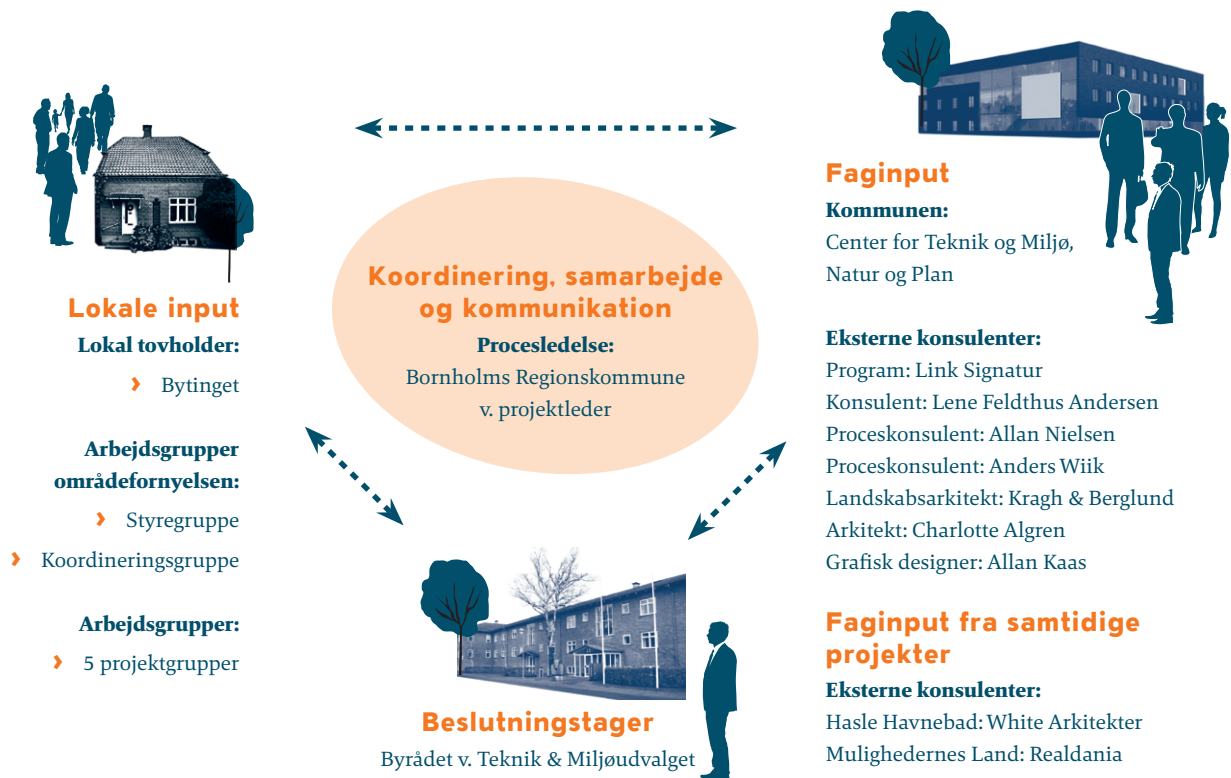 Lokale input
Lokal tovholder:
› Bytinget
Arbejdsgrupper
områdefornyelsen:
› Styregruppe
› Koordineringsgruppe
Arbejdsgrupper:
› 5 projektgrupper
Koordinering, samarbejde
og kommunikation
Procesledelse:
Bornholms Regionskommune
v. projektleder
Beslutningstager
Byrådet v. Teknik & Miljøudvalget
Faginput
Kommunen:
Center for Teknik og Miljø,
Natur og Plan
Eksterne konsulenter:
Program: Link Signatur
Konsulent: Lene Feldthus Andersen
Proceskonsulent: Allan Nielsen
Proceskonsulent: Anders Wiik
Landskabsarkitekt: Kragh & Berglund
Arkitekt: Charlotte Algren
Grafisk designer: Allan Kaas
Faginput fra samtidige
projekter
Eksterne konsulenter:
Hasle Havnebad: White Arkitekter
Mulighedernes Land: Realdania